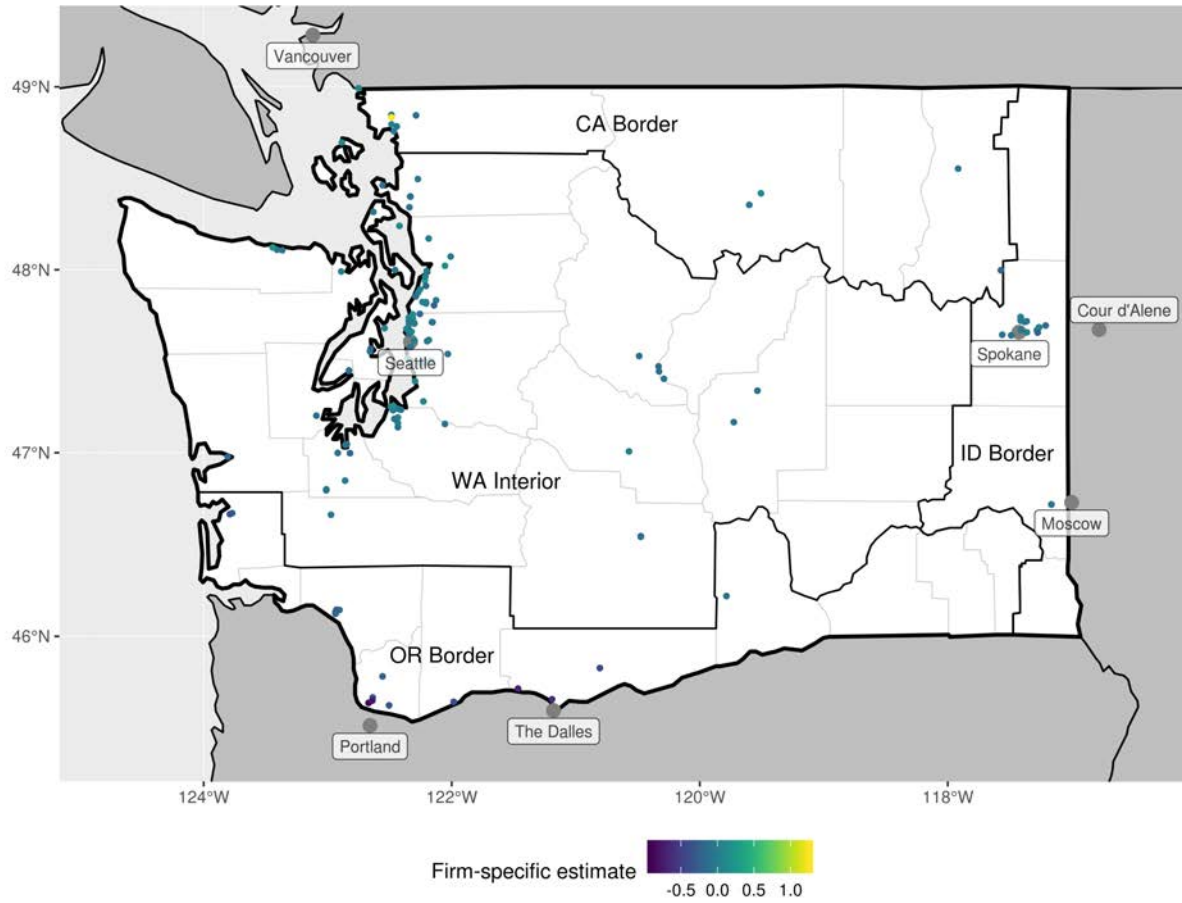 Vancouver
49°N
CA Border
48°N
Cour d'Alene
Seattle
Spokane
47°N
WA Interior
ID Border
Moscow
46°N
OR Border
The Dalles
Portland
124°W 122°W 120°W 118°W
Firm-specific estimate
-0.5 0.0 0.5 1.0